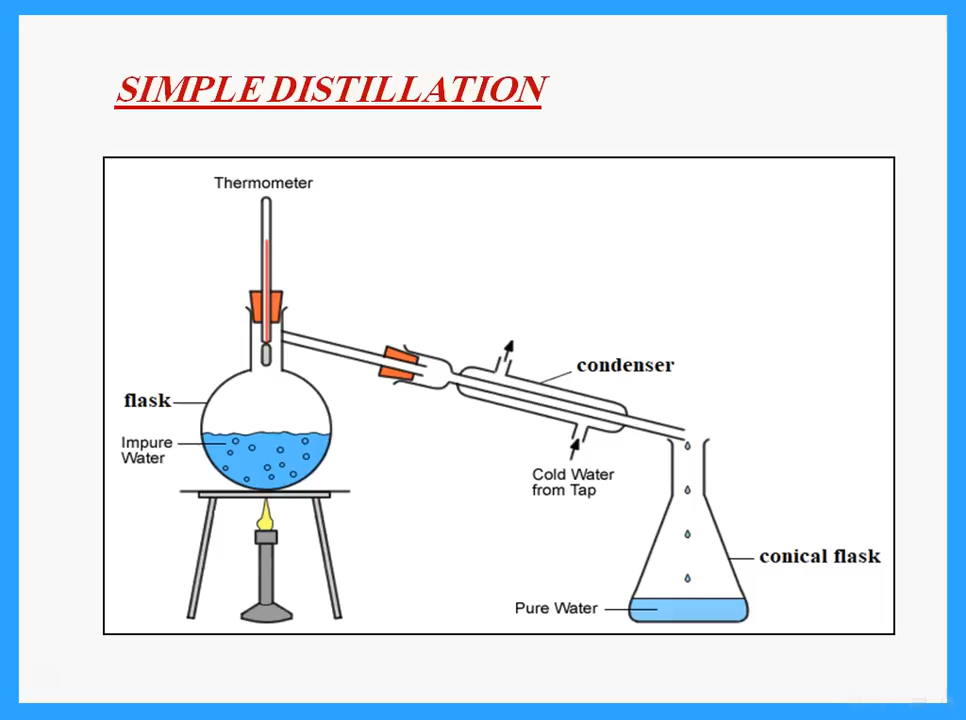 SIMPLE DISTILLATION
Thermometer
condenser
flask
Impure
Water
Cold Water
from Tap
conical flask
Pure Water